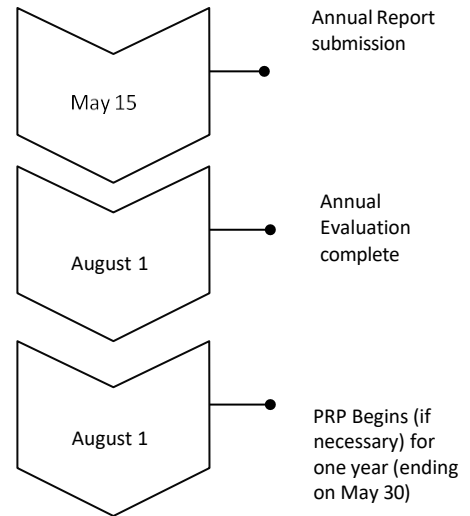 Annual Report
submission
May 15
Annual
Evaluation
complete
August 1
PRP Begins (if
necessary) for
one year (ending
on May 30)
August 1